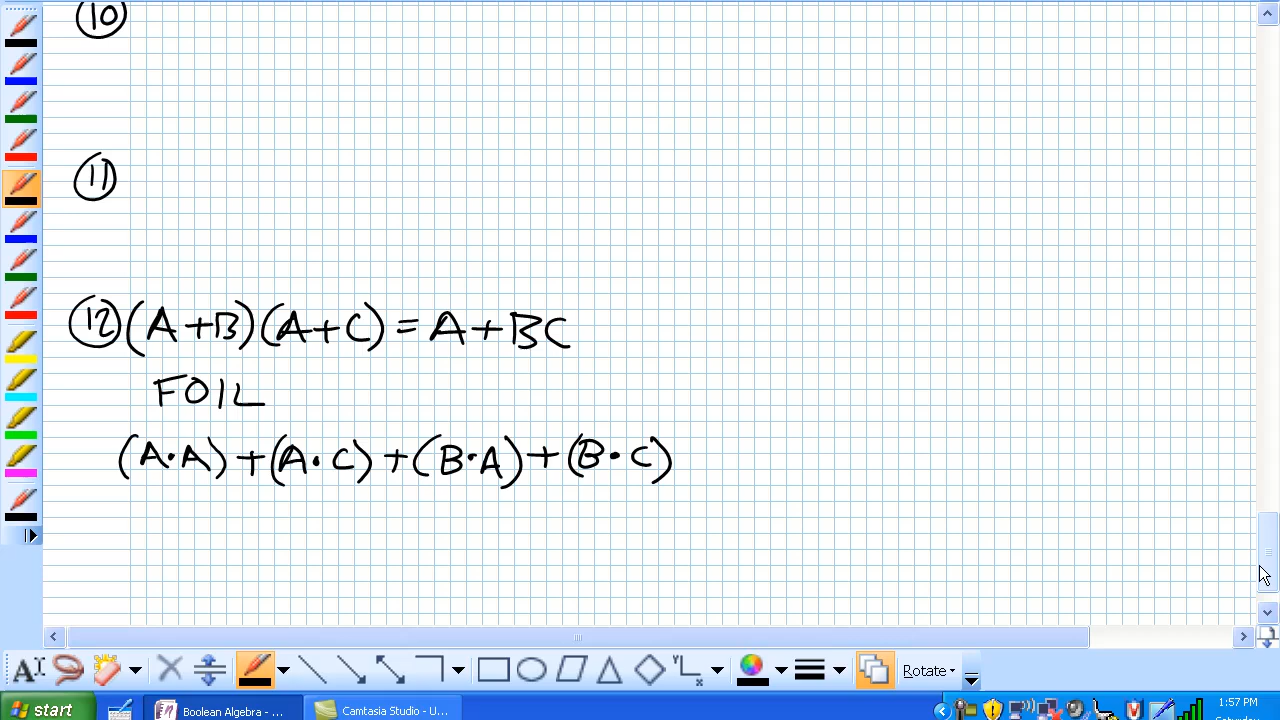 ⑩
⑪
⑫ (A+B)(A+C) = A+BC
FOIL
(A·A) + (A·C) + (B·A) + (B·C)
Rotate
start
Boolean Algebra - ...
Camtasia Studio - U...
1:57 PM